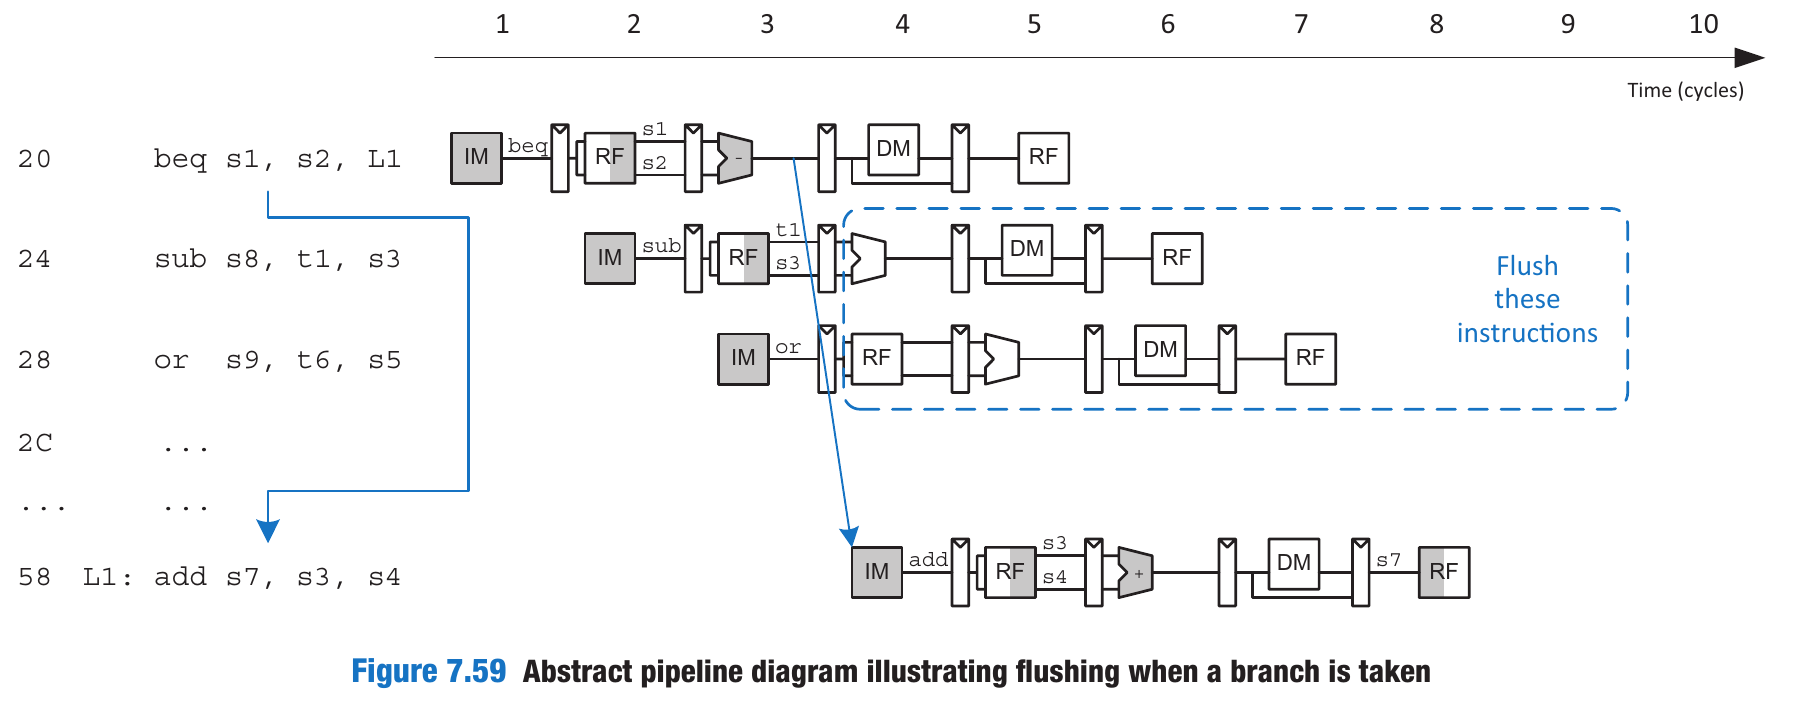 1 2 3 4 5 6 7 8 9 10
Time (cycles)
20 beq s1, s2, L1
IM beq RF s1 s2 - DM RF
24 sub s8, t1, s3
IM sub RF t1 s3 DM RF
Flush
these
instructions
28 or s9, t6, s5
IM or RF DM RF
2C ...
... ...
58 L1: add s7, s3, s4
IM add RF s3 s4 + DM s7 RF
Figure 7.59 Abstract pipeline diagram illustrating flushing when a branch is taken